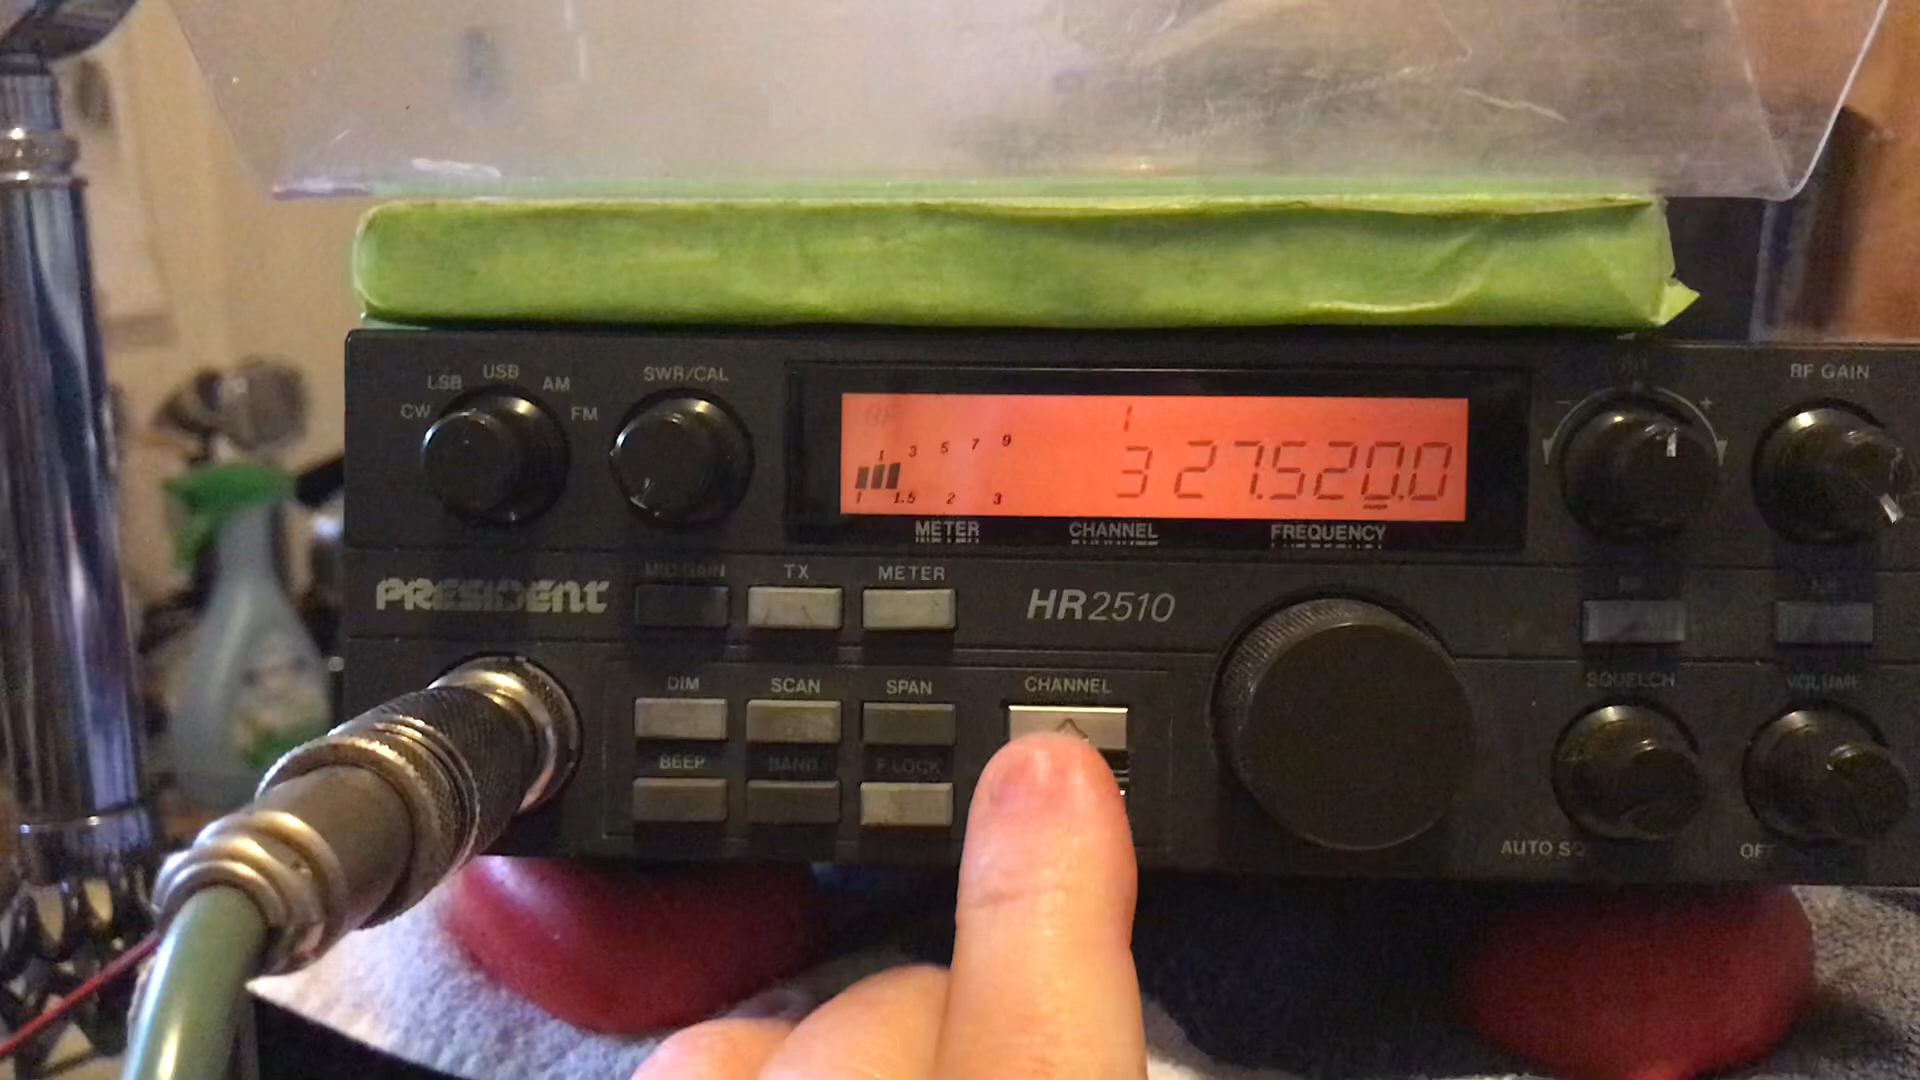 LSB USB AM
CW FM
SWR/CAL
RF GAIN
- +
1 3 5 7 9
1 1.5 2 3
3 27.520.0
METER CHANNEL FREQUENCY
PRESIDENT
MIC GAIN TX METER
HR2510
DIM SCAN SPAN CHANNEL
BEEP BAND F.LOCK
SQUELCH VOLUME
AUTO SQ OFF